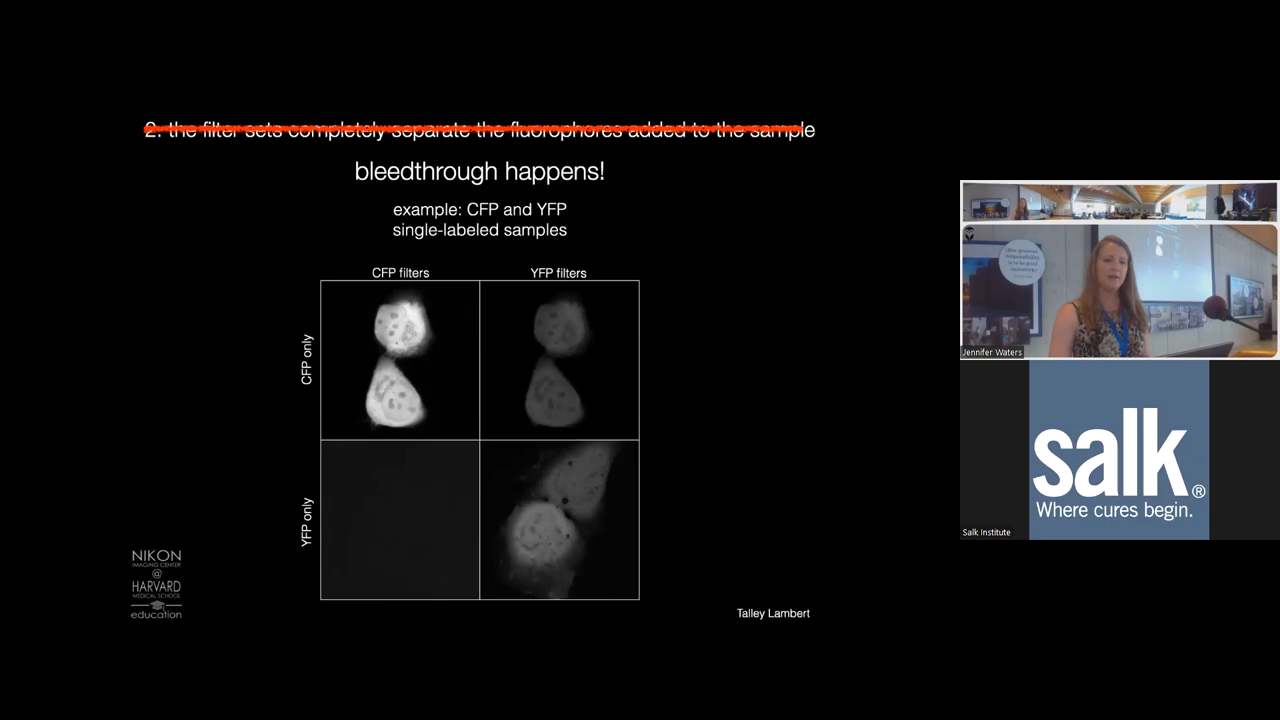 2. the filter sets completely separate the fluorophores added to the sample
bleedthrough happens!
example: CFP and YFP
single-labeled samples
CFP filters
YFP filters
CFP only
YFP only
NIKON
IMAGING CENTER
@
HARVARD
MEDICAL SCHOOL
education
Talley Lambert
Jennifer Waters
salk®
Where cures begin.
Salk Institute